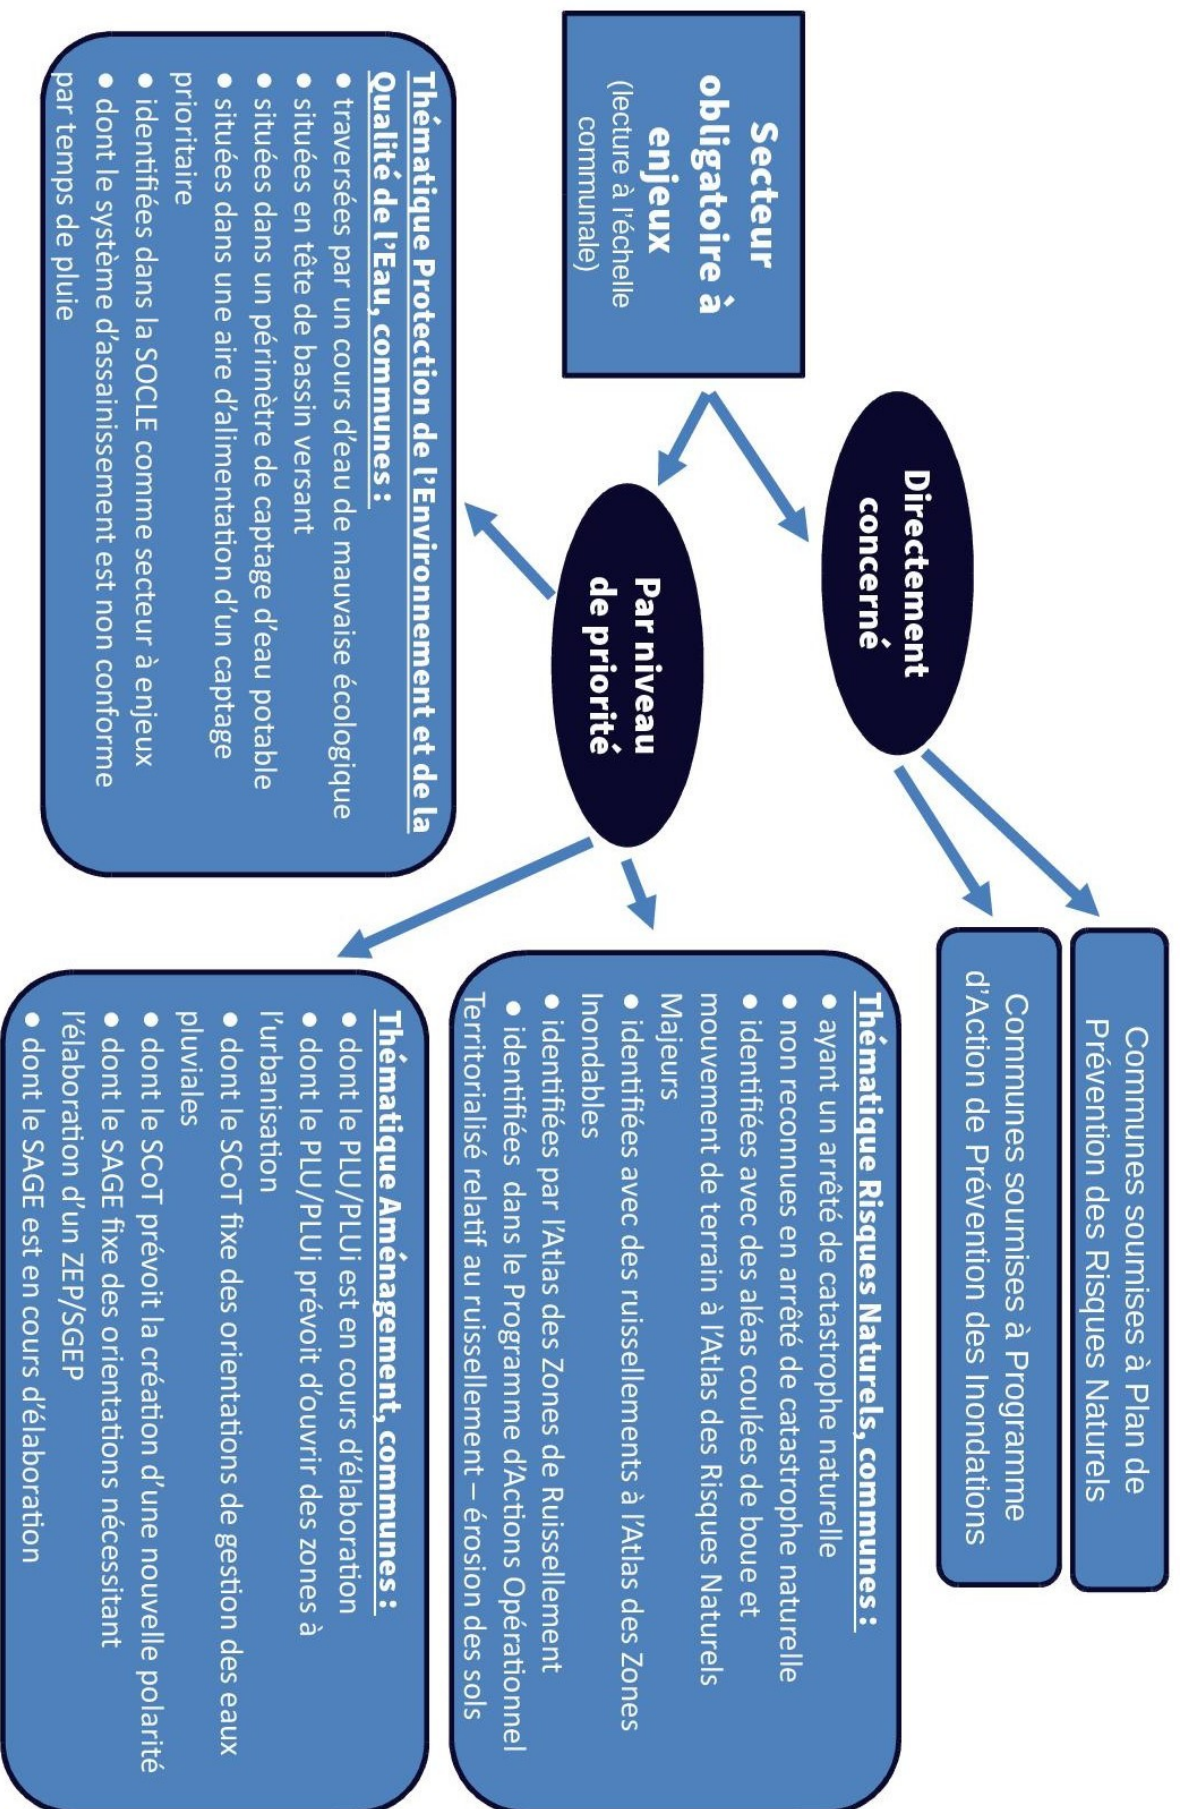 Secteur
obligatoire à
enjeux
(lecture à l'échelle
communale)
Directement
concerné
Communes soumises à Plan de
Prévention des Risques Naturels
Communes soumises à Programme
d'Action de Prévention des Inondations
Par niveau
de priorité
Thématique Risques Naturels, communes :
• ayant un arrêté de catastrophe naturelle
• non reconnues en arrêté de catastrophe naturelle
• identifiées avec des aléas coulées de boue et
mouvement de terrain à l'Atlas des Risques Naturels
Majeurs
• identifiées avec des ruissellements à l'Atlas des Zones
Inondables
• identifiées par l'Atlas des Zones de Ruissellement
• identifiées dans le Programme d'Actions Opérationnel
Territorialisé relatif au ruissellement – érosion des sols
Thématique Protection de l'Environnement et de la
Qualité de l'Eau, communes :
• traversées par un cours d'eau de mauvaise écologique
• situées en tête de bassin versant
• situées dans un périmètre de captage d'eau potable
• situées dans une aire d'alimentation d'un captage
prioritaire
• identifiées dans la SOCLE comme secteur à enjeux
• dont le système d'assainissement est non conforme
par temps de pluie
Thématique Aménagement, communes :
• dont le PLU/PLUi est en cours d'élaboration
• dont le PLU/PLUi prévoit d'ouvrir des zones à
l'urbanisation
• dont le SCoT fixe des orientations de gestion des eaux
pluviales
• dont le SCoT prévoit la création d'une nouvelle polarité
• dont le SAGE fixe des orientations nécessitant
l'élaboration d'un ZEP/SGEP
• dont le SAGE est en cours d'élaboration